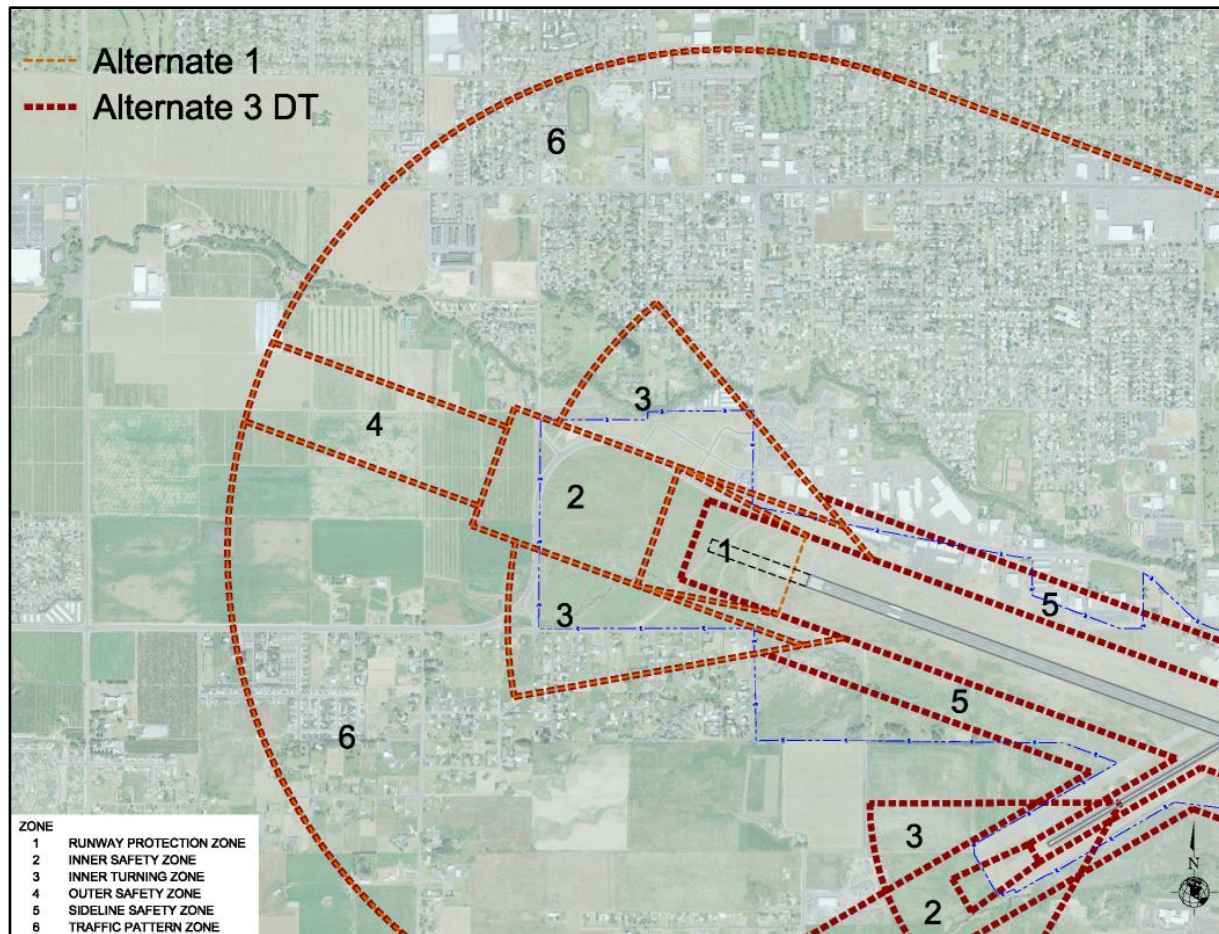 Alternate 1
Alternate 3 DT
6
3
4
2
1
5
3
5
6
3
2
N
ZONE
1 RUNWAY PROTECTION ZONE
2 INNER SAFETY ZONE
3 INNER TURNING ZONE
4 OUTER SAFETY ZONE
5 SIDELINE SAFETY ZONE
6 TRAFFIC PATTERN ZONE